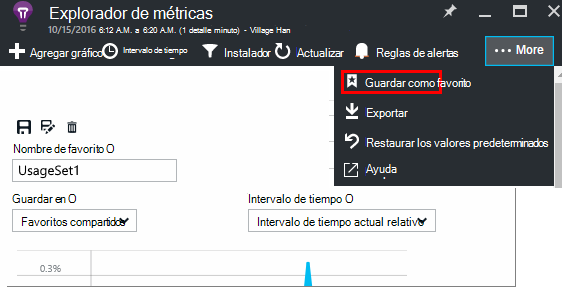 Explorador de métricas
10/15/2016 6:12 A.M. a 6:20 A.M. (1 detalle minuto) - Village Han
Agregar gráfico Intervalo de tiempo Instalador Actualizar Reglas de alertas ••• More
Guardar como favorito
Exportar
Restaurar los valores predeterminados
Ayuda
Nombre de favorito O
UsageSet1
Guardar en O Intervalo de tiempo O
Favoritos compartidos Intervalo de tiempo actual relativo
0.3%